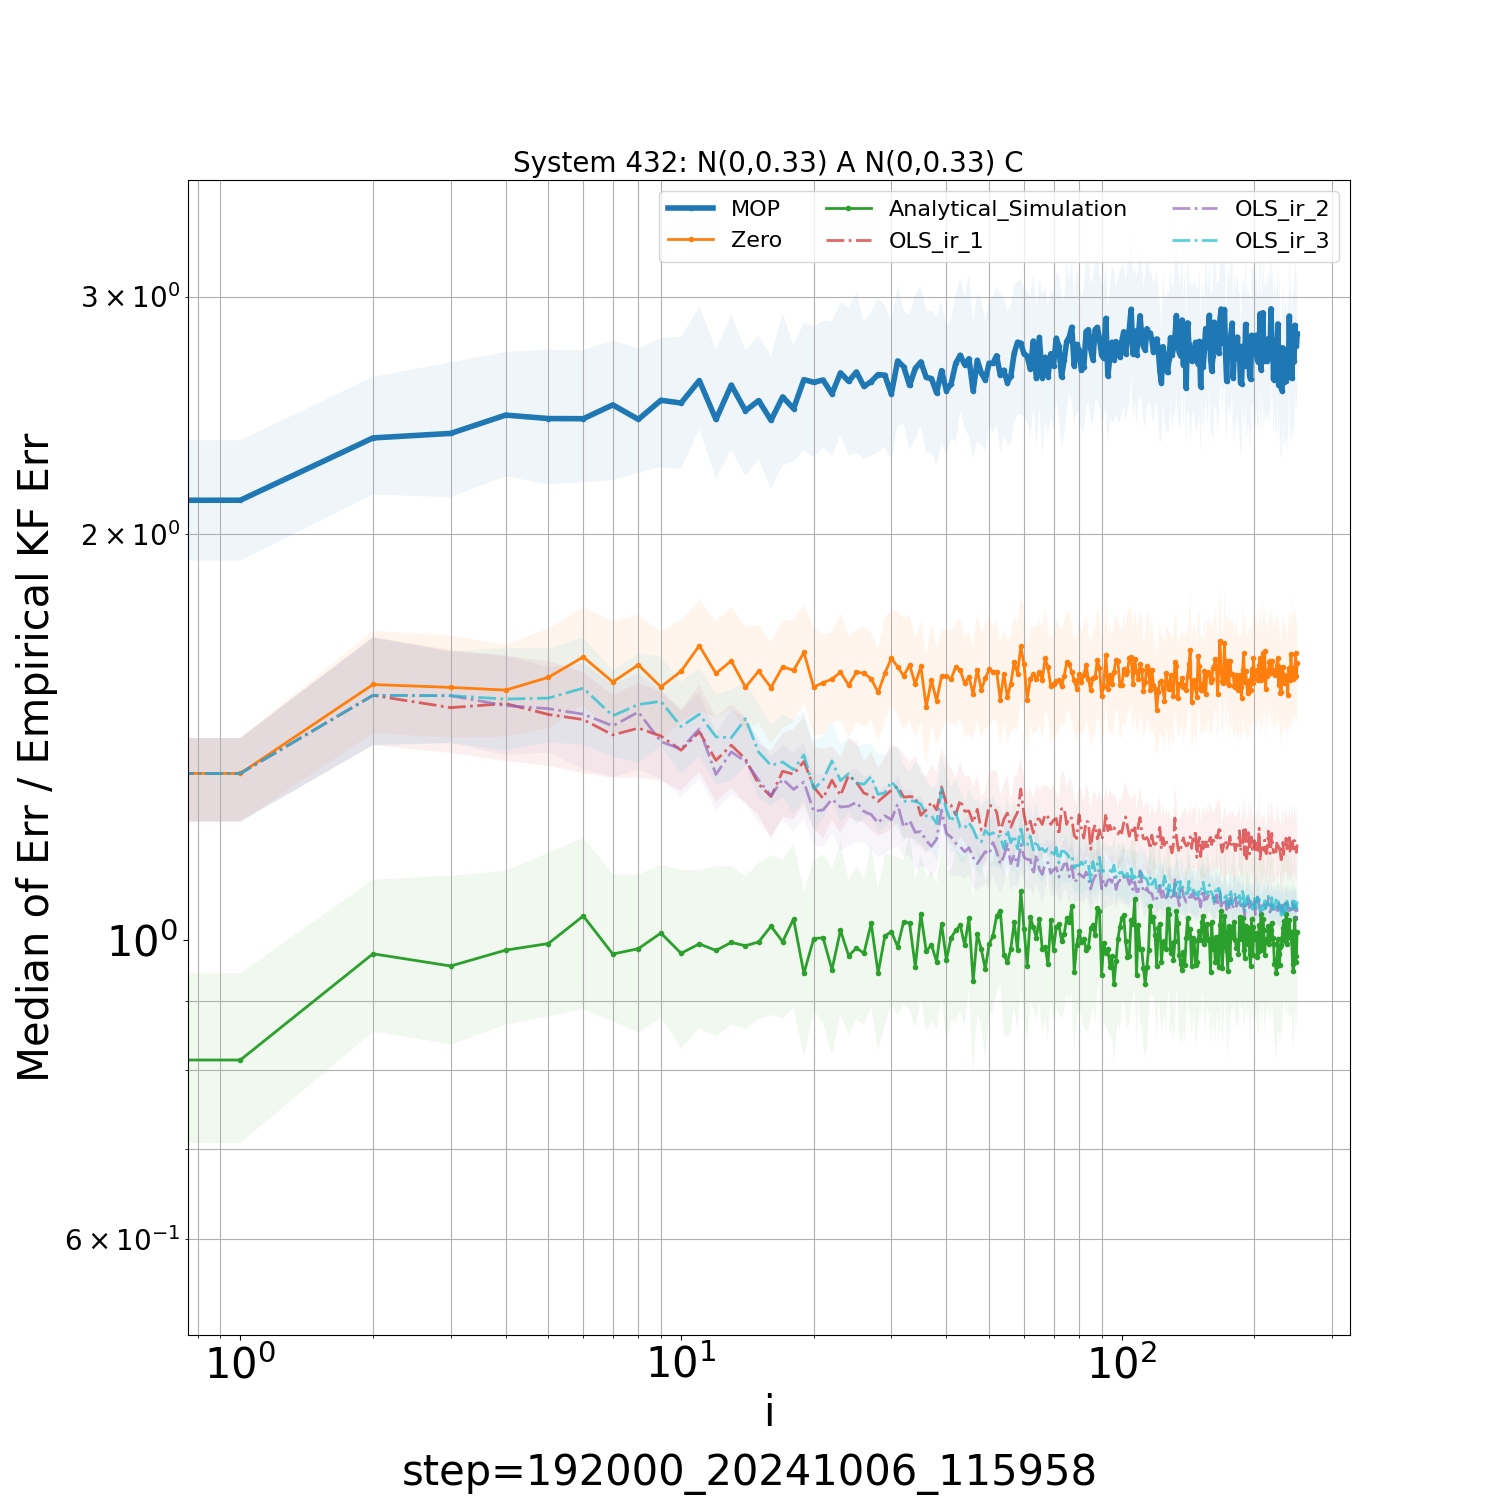 System 432: N(0,0.33) A N(0,0.33) C
MOP
Zero
Analytical_Simulation
OLS_ir_1
OLS_ir_2
OLS_ir_3
Median of Err / Empirical KF Err
3 × 10⁰
2 × 10⁰
10⁰
6 × 10⁻¹
10⁰ 10¹ 10²
i
step=192000_20241006_115958